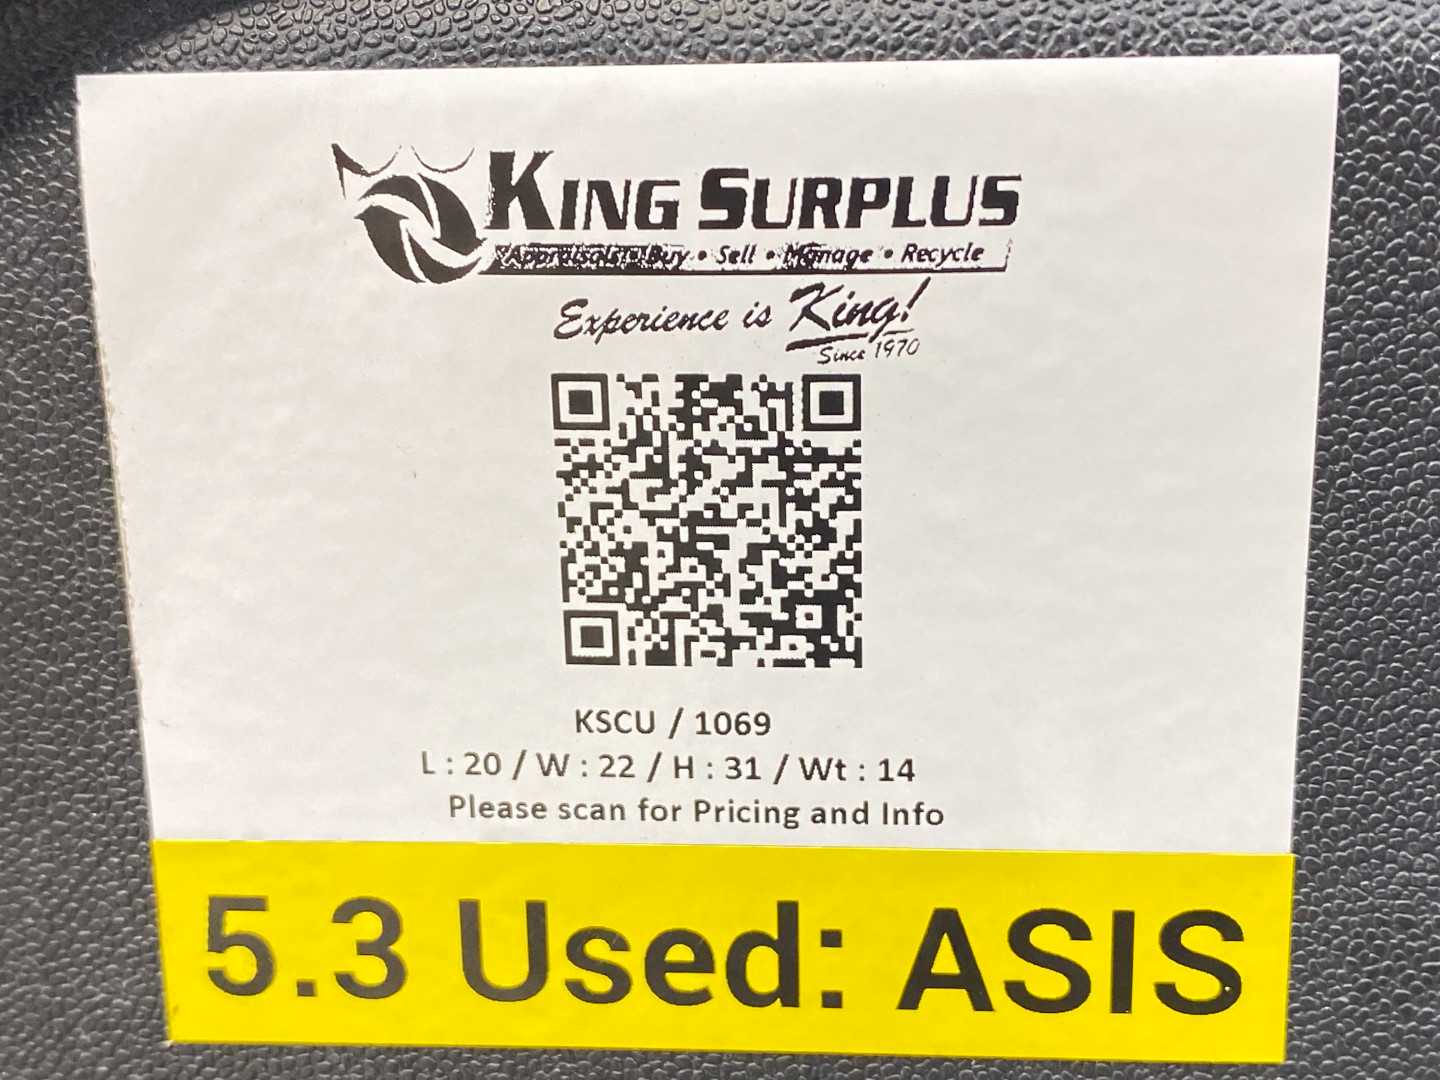 KING SURPLUS
Appraisals • Buy • Sell • Manage • Recycle
Experience is King!
Since 1970
KSCU / 1069
L : 20 / W : 22 / H : 31 / Wt : 14
Please scan for Pricing and Info
5.3 Used: ASIS